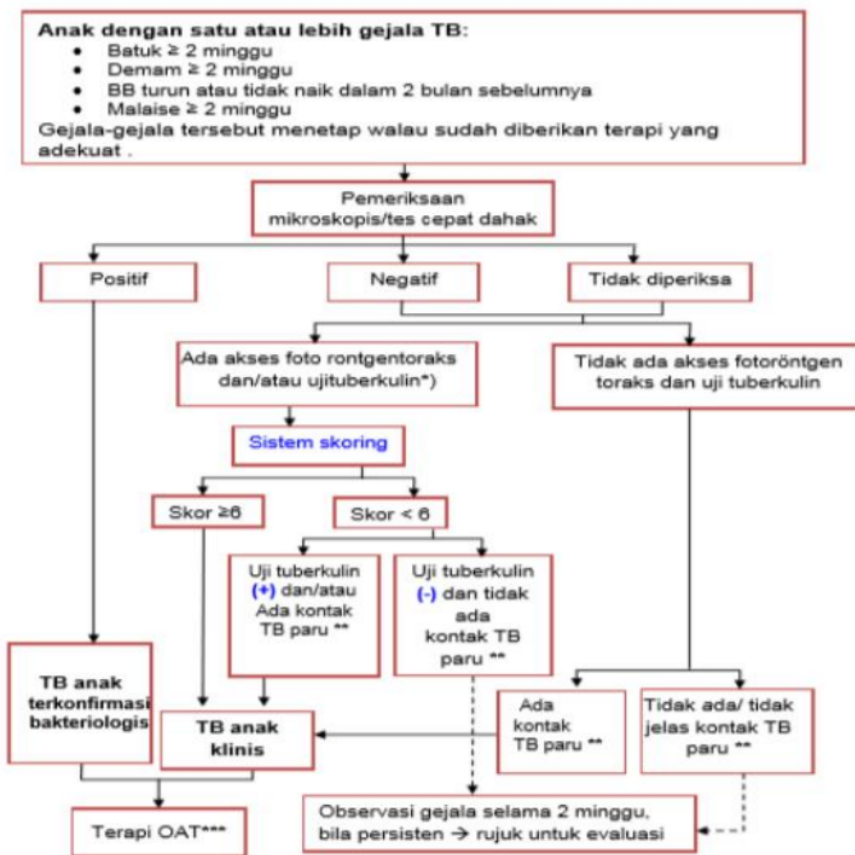 Anak dengan satu atau lebih gejala TB:
• Batuk ≥ 2 minggu
• Demam ≥ 2 minggu
• BB turun atau tidak naik dalam 2 bulan sebelumnya
• Malaise ≥ 2 minggu
Gejala-gejala tersebut menetap walau sudah diberikan terapi yang
adekuat .
Pemeriksaan
mikroskopis/tes cepat dahak
Positif
Negatif
Tidak diperiksa
Ada akses foto rontgentoraks
dan/atau ujituberkulin*)
Tidak ada akses fotoröntgen
toraks dan uji tuberkulin
Sistem skoring
Skor ≥6
Skor < 6
Uji tuberkulin
(+) dan/atau
Ada kontak
TB paru **
Uji tuberkulin
(-) dan tidak
ada
kontak TB
paru **
TB anak
terkonfirmasi
bakteriologis
TB anak
klinis
Ada
kontak
TB paru **
Tidak ada/ tidak
jelas kontak TB
paru **
Terapi OAT***
Observasi gejala selama 2 minggu,
bila persisten → rujuk untuk evaluasi